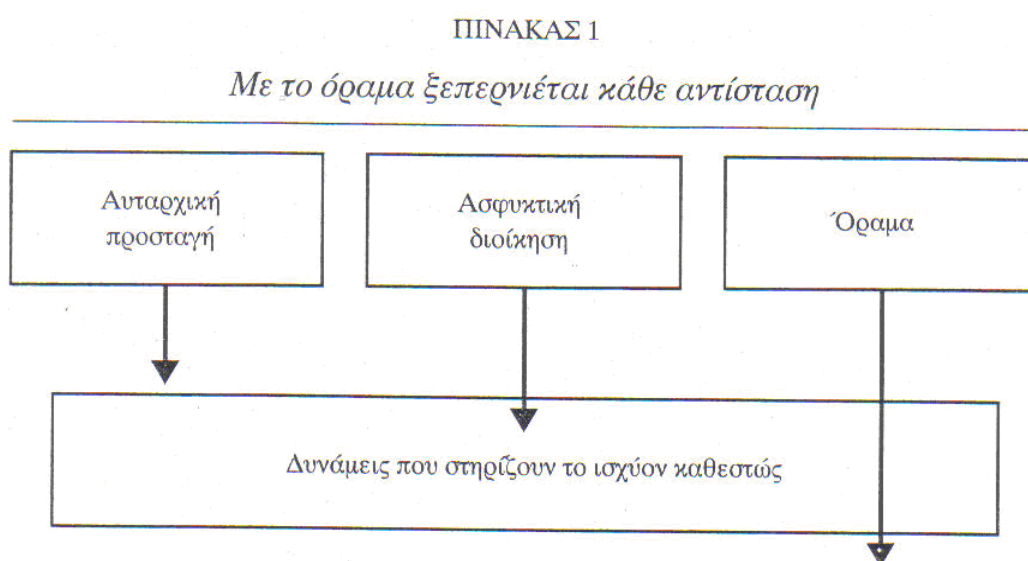 ΠΙΝΑΚΑΣ 1
Με το όραμα ξεπερνιέται κάθε αντίσταση
Αυταρχική
προσταγή
Ασφυκτική
διοίκηση
Όραμα
Δυνάμεις που στηρίζουν το ισχύον καθεστώς